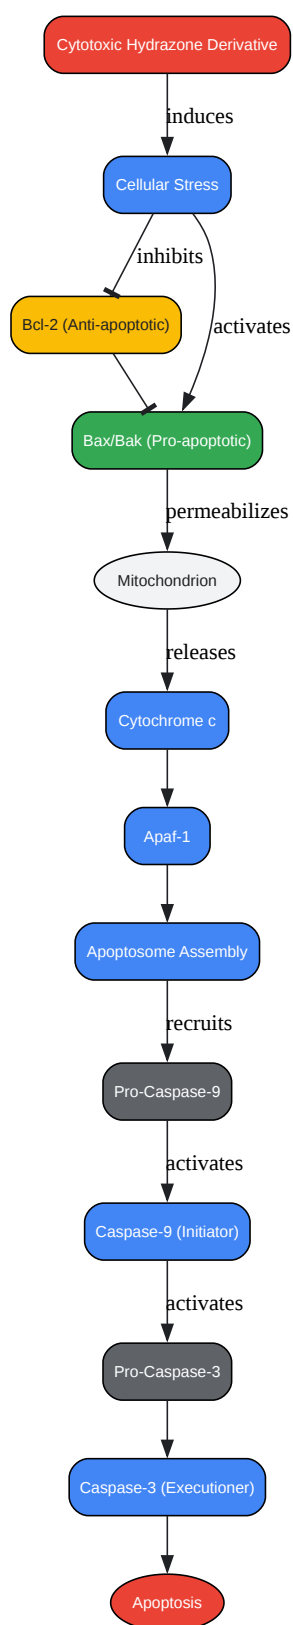 Cytotoxic Hydrazone Derivative
induces
Cellular Stress
inhibits
Bcl-2 (Anti-apoptotic)
activates
Bax/Bak (Pro-apoptotic)
permeabilizes
Mitochondrion
releases
Cytochrome c
Apaf-1
Apoptosome Assembly
recruits
Pro-Caspase-9
activates
Caspase-9 (Initiator)
activates
Pro-Caspase-3
Caspase-3 (Executioner)
Apoptosis